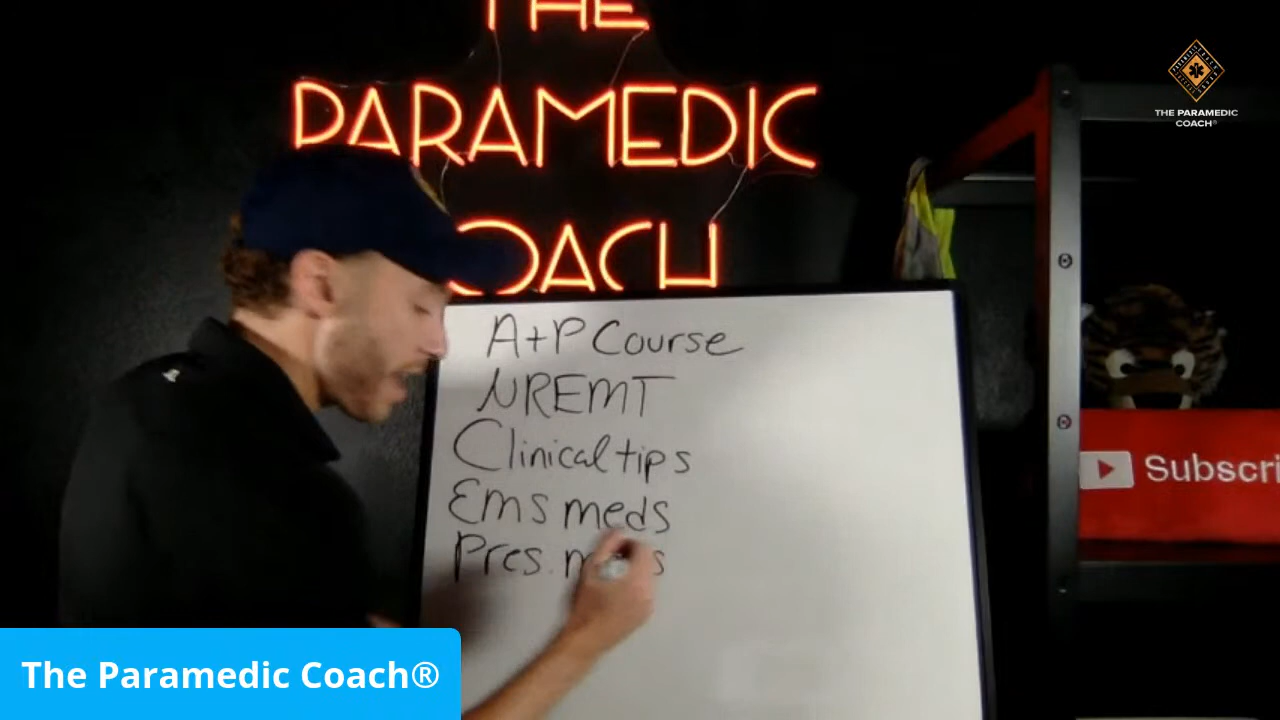 THE
PARAMEDIC
COACH
THE PARAMEDIC
COACH®
A+P Course
NREMT
Clinical tips
Ems meds
Pres.
Subscri
The Paramedic Coach®